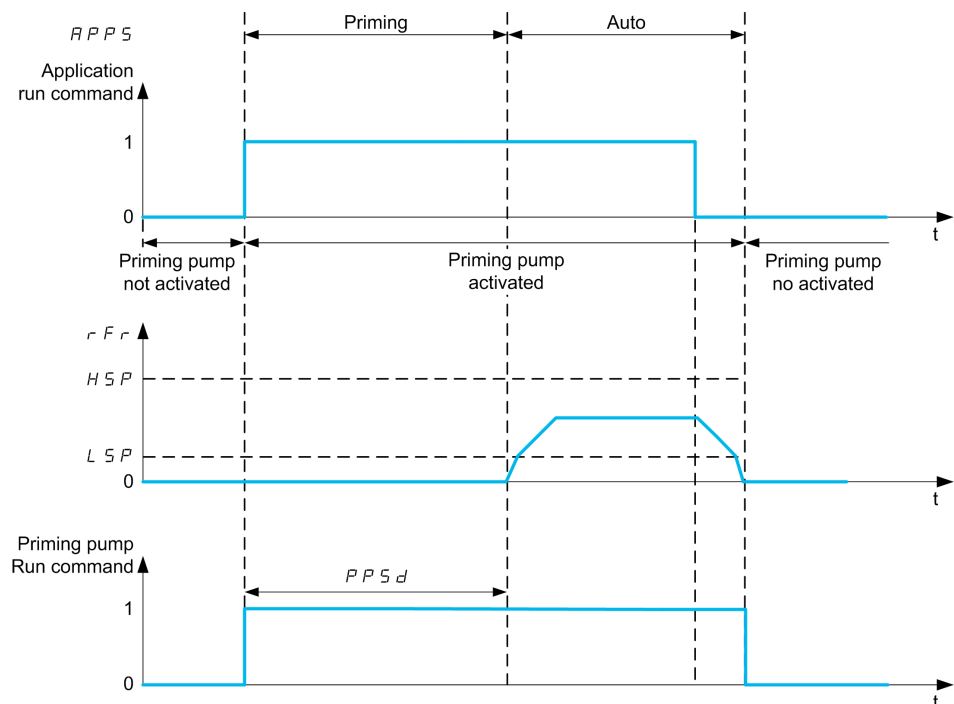 Priming
Auto
APPS
Application
run command
1
0
t
Priming pump
not activated
Priming pump
activated
Priming pump
no activated
rFr
HSP
LSP
0
t
Priming pump
Run command
PPSd
1
0
t